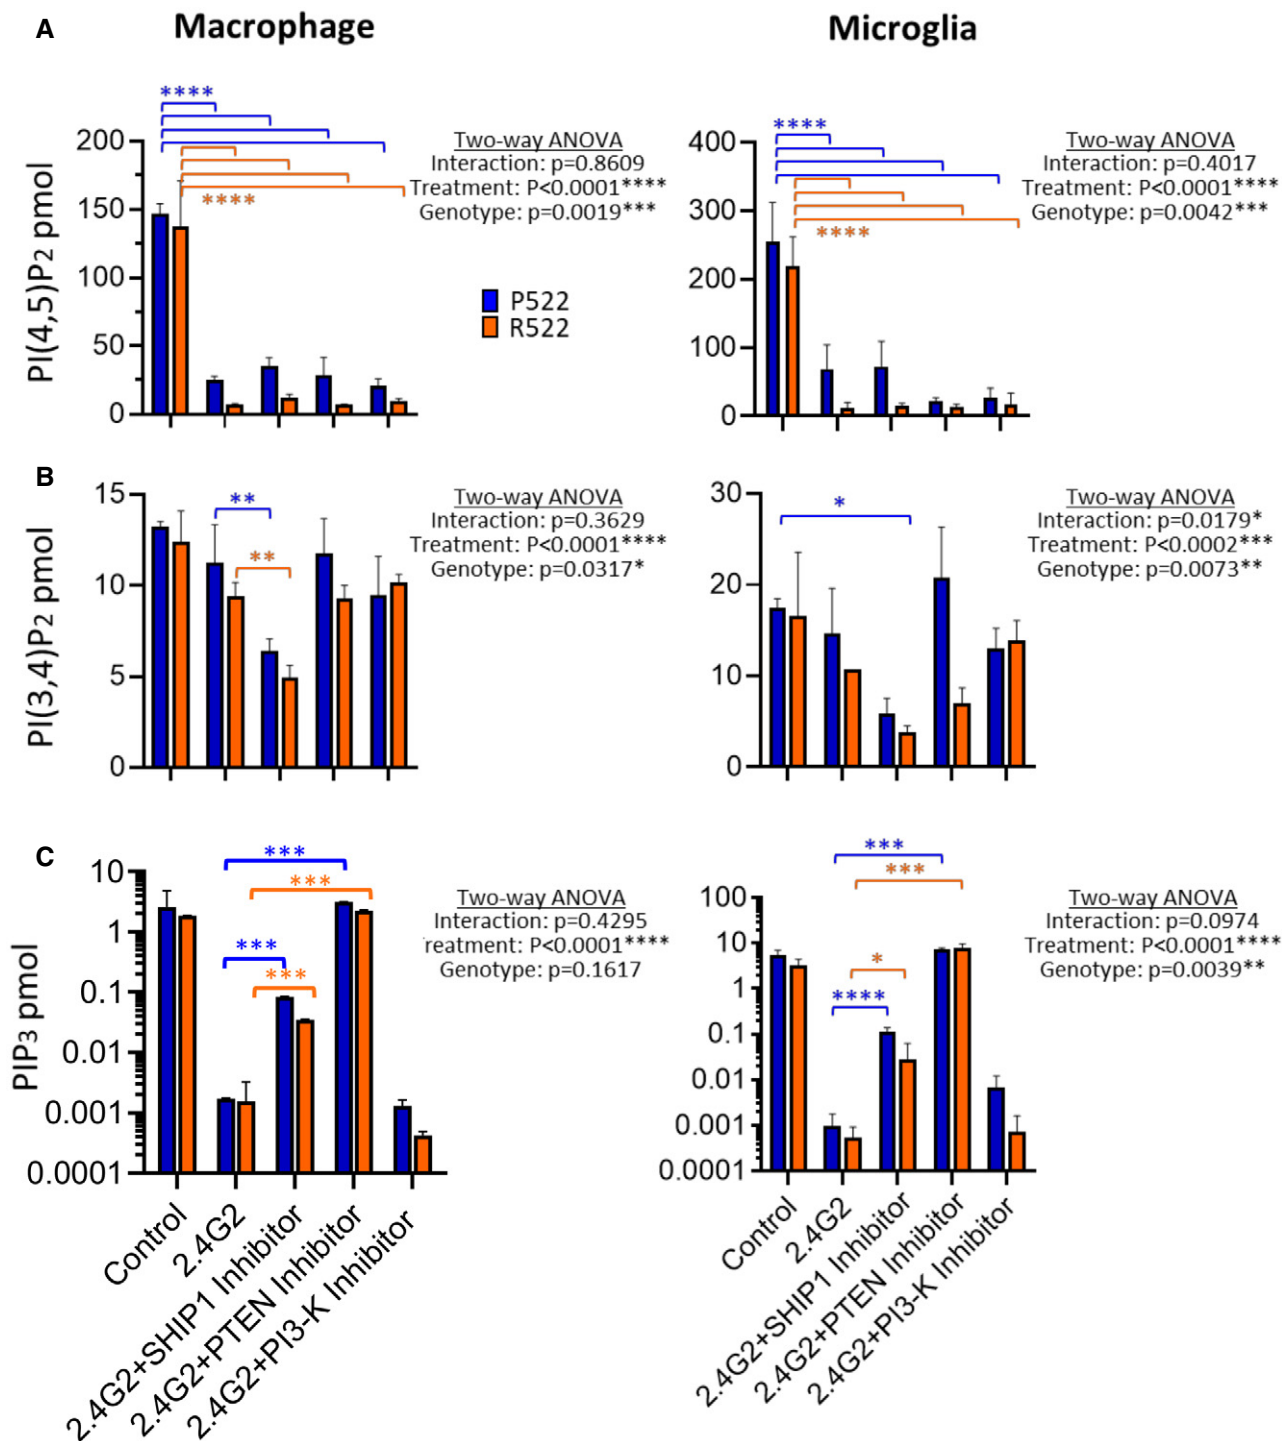 A
Macrophage
Microglia
****
****
Two-way ANOVA
Interaction: p=0.8609
Treatment: P<0.0001****
Genotype: p=0.0019***
PI(4,5)P2 pmol
200
150
100
50
0
P522
R522
****
****
Two-way ANOVA
Interaction: p=0.4017
Treatment: P<0.0001****
Genotype: p=0.0042***
400
300
200
100
0
B
PI(3,4)P2 pmol
15
10
5
0
**
**
Two-way ANOVA
Interaction: p=0.3629
Treatment: P<0.0001****
Genotype: p=0.0317*
30
20
10
0
*
Two-way ANOVA
Interaction: p=0.0179*
Treatment: P<0.0002***
Genotype: p=0.0073**
C
PIP3 pmol
10
1
0.1
0.01
0.001
0.0001
***
***
***
***
Two-way ANOVA
Interaction: p=0.4295
Treatment: P<0.0001****
Genotype: p=0.1617
100
10
1
0.1
0.01
0.001
0.0001
***
***
*
****
Two-way ANOVA
Interaction: p=0.0974
Treatment: P<0.0001****
Genotype: p=0.0039**
Control
2.4G2
2.4G2+SHIP1 Inhibitor
2.4G2+PTEN Inhibitor
2.4G2+PI3-K Inhibitor
Control
2.4G2
2.4G2+SHIP1 Inhibitor
2.4G2+PTEN Inhibitor
2.4G2+PI3-K Inhibitor